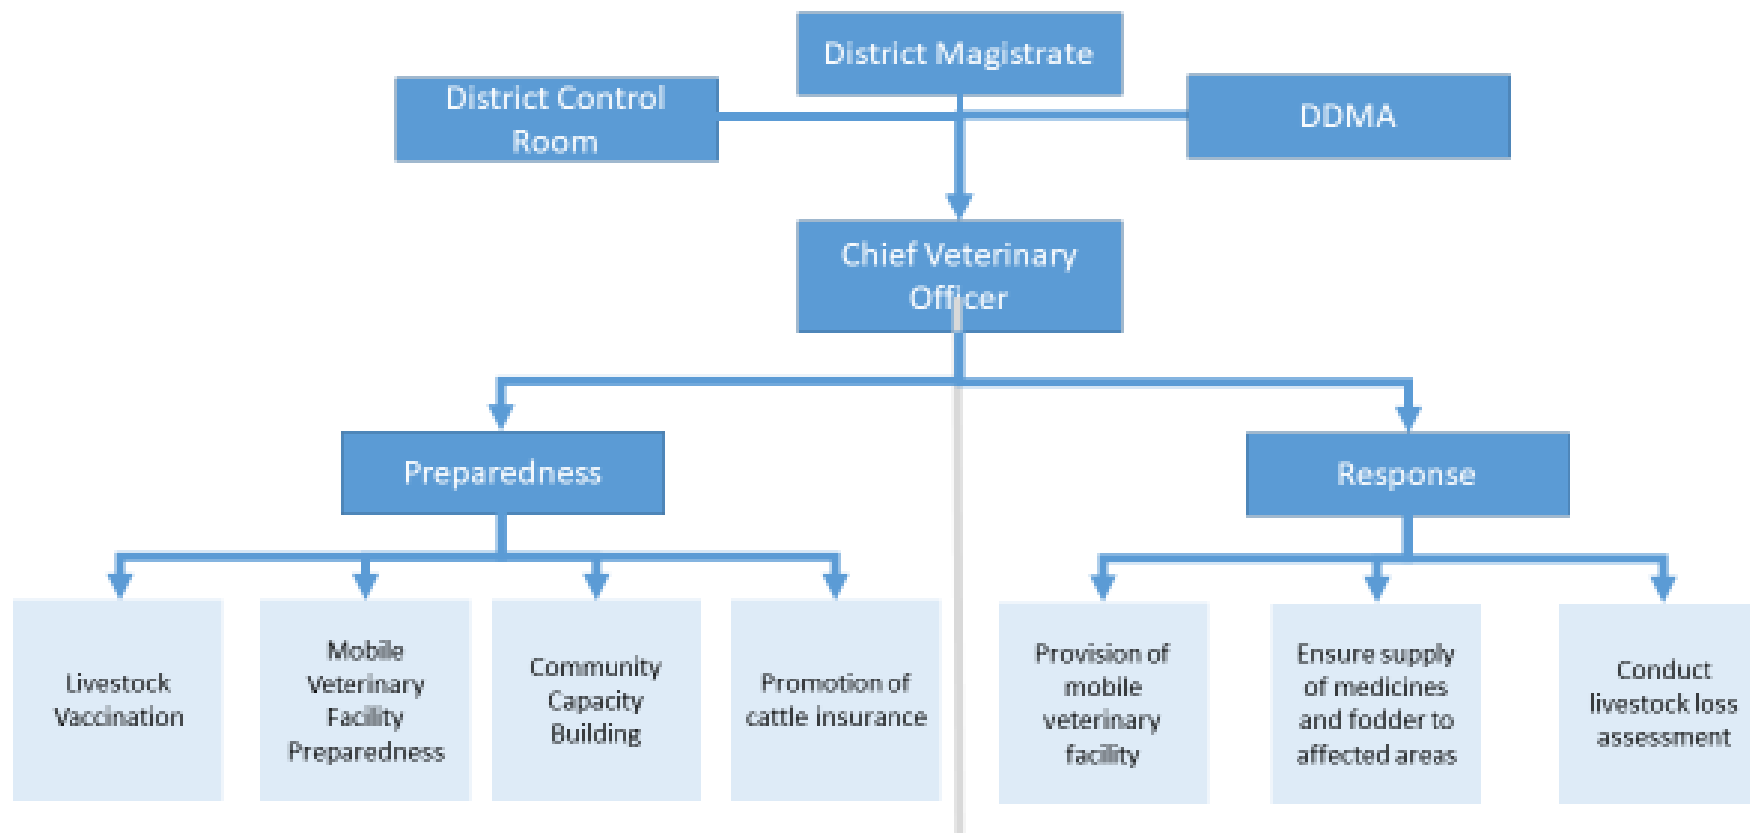 District Magistrate
District Control
Room
DDMA
Chief Veterinary
Officer
Preparedness
Response
Livestock
Vaccination
Mobile
Veterinary
Facility
Preparedness
Community
Capacity
Building
Promotion of
cattle insurance
Provision of
mobile
veterinary
facility
Ensure supply
of medicines
and fodder to
affected areas
Conduct
livestock loss
assessment